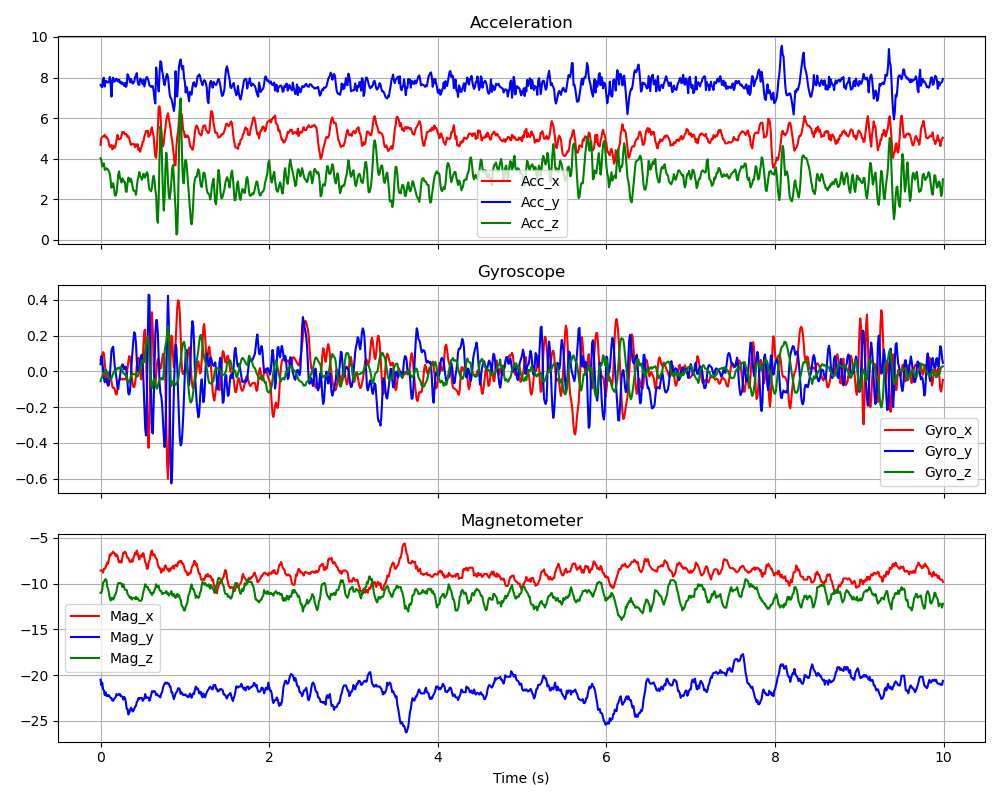 Acceleration
10
8
6
4
2
0
Acc_x
Acc_y
Acc_z
Gyroscope
0.4
0.2
0.0
−0.2
−0.4
−0.6
Gyro_x
Gyro_y
Gyro_z
Magnetometer
−5
−10
−15
−20
−25
Mag_x
Mag_y
Mag_z
0 2 4 6 8 10
Time (s)